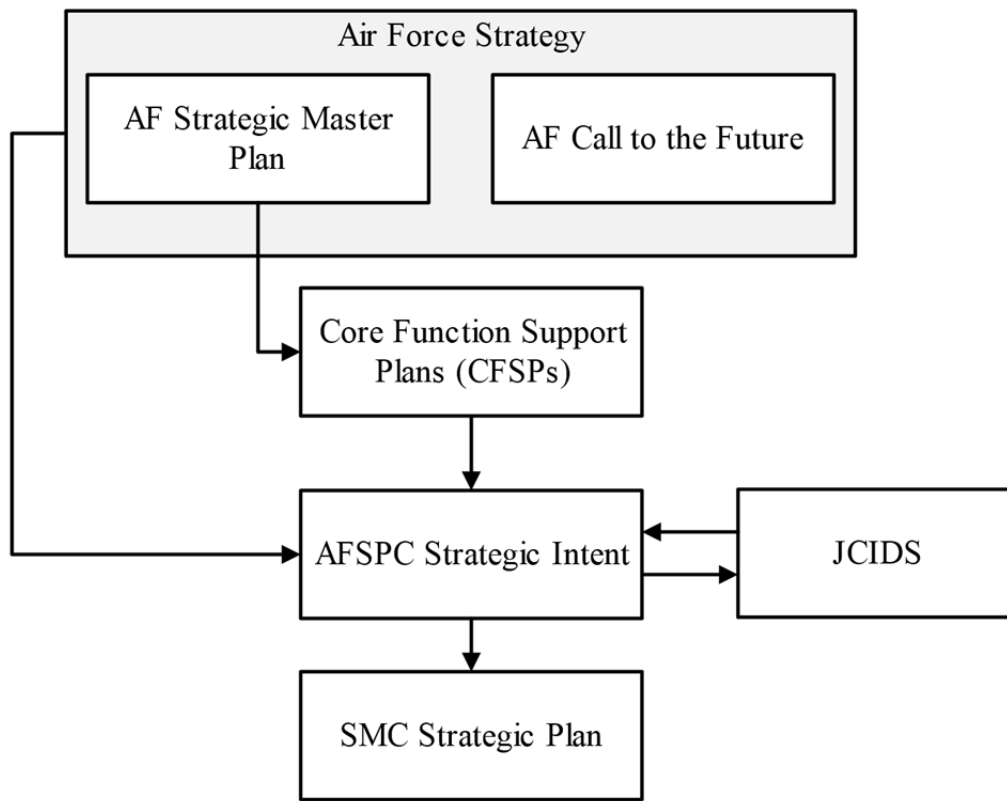 Air Force Strategy
AF Strategic Master
Plan
AF Call to the Future
Core Function Support
Plans (CFSPs)
AFSPC Strategic Intent
JCIDS
SMC Strategic Plan